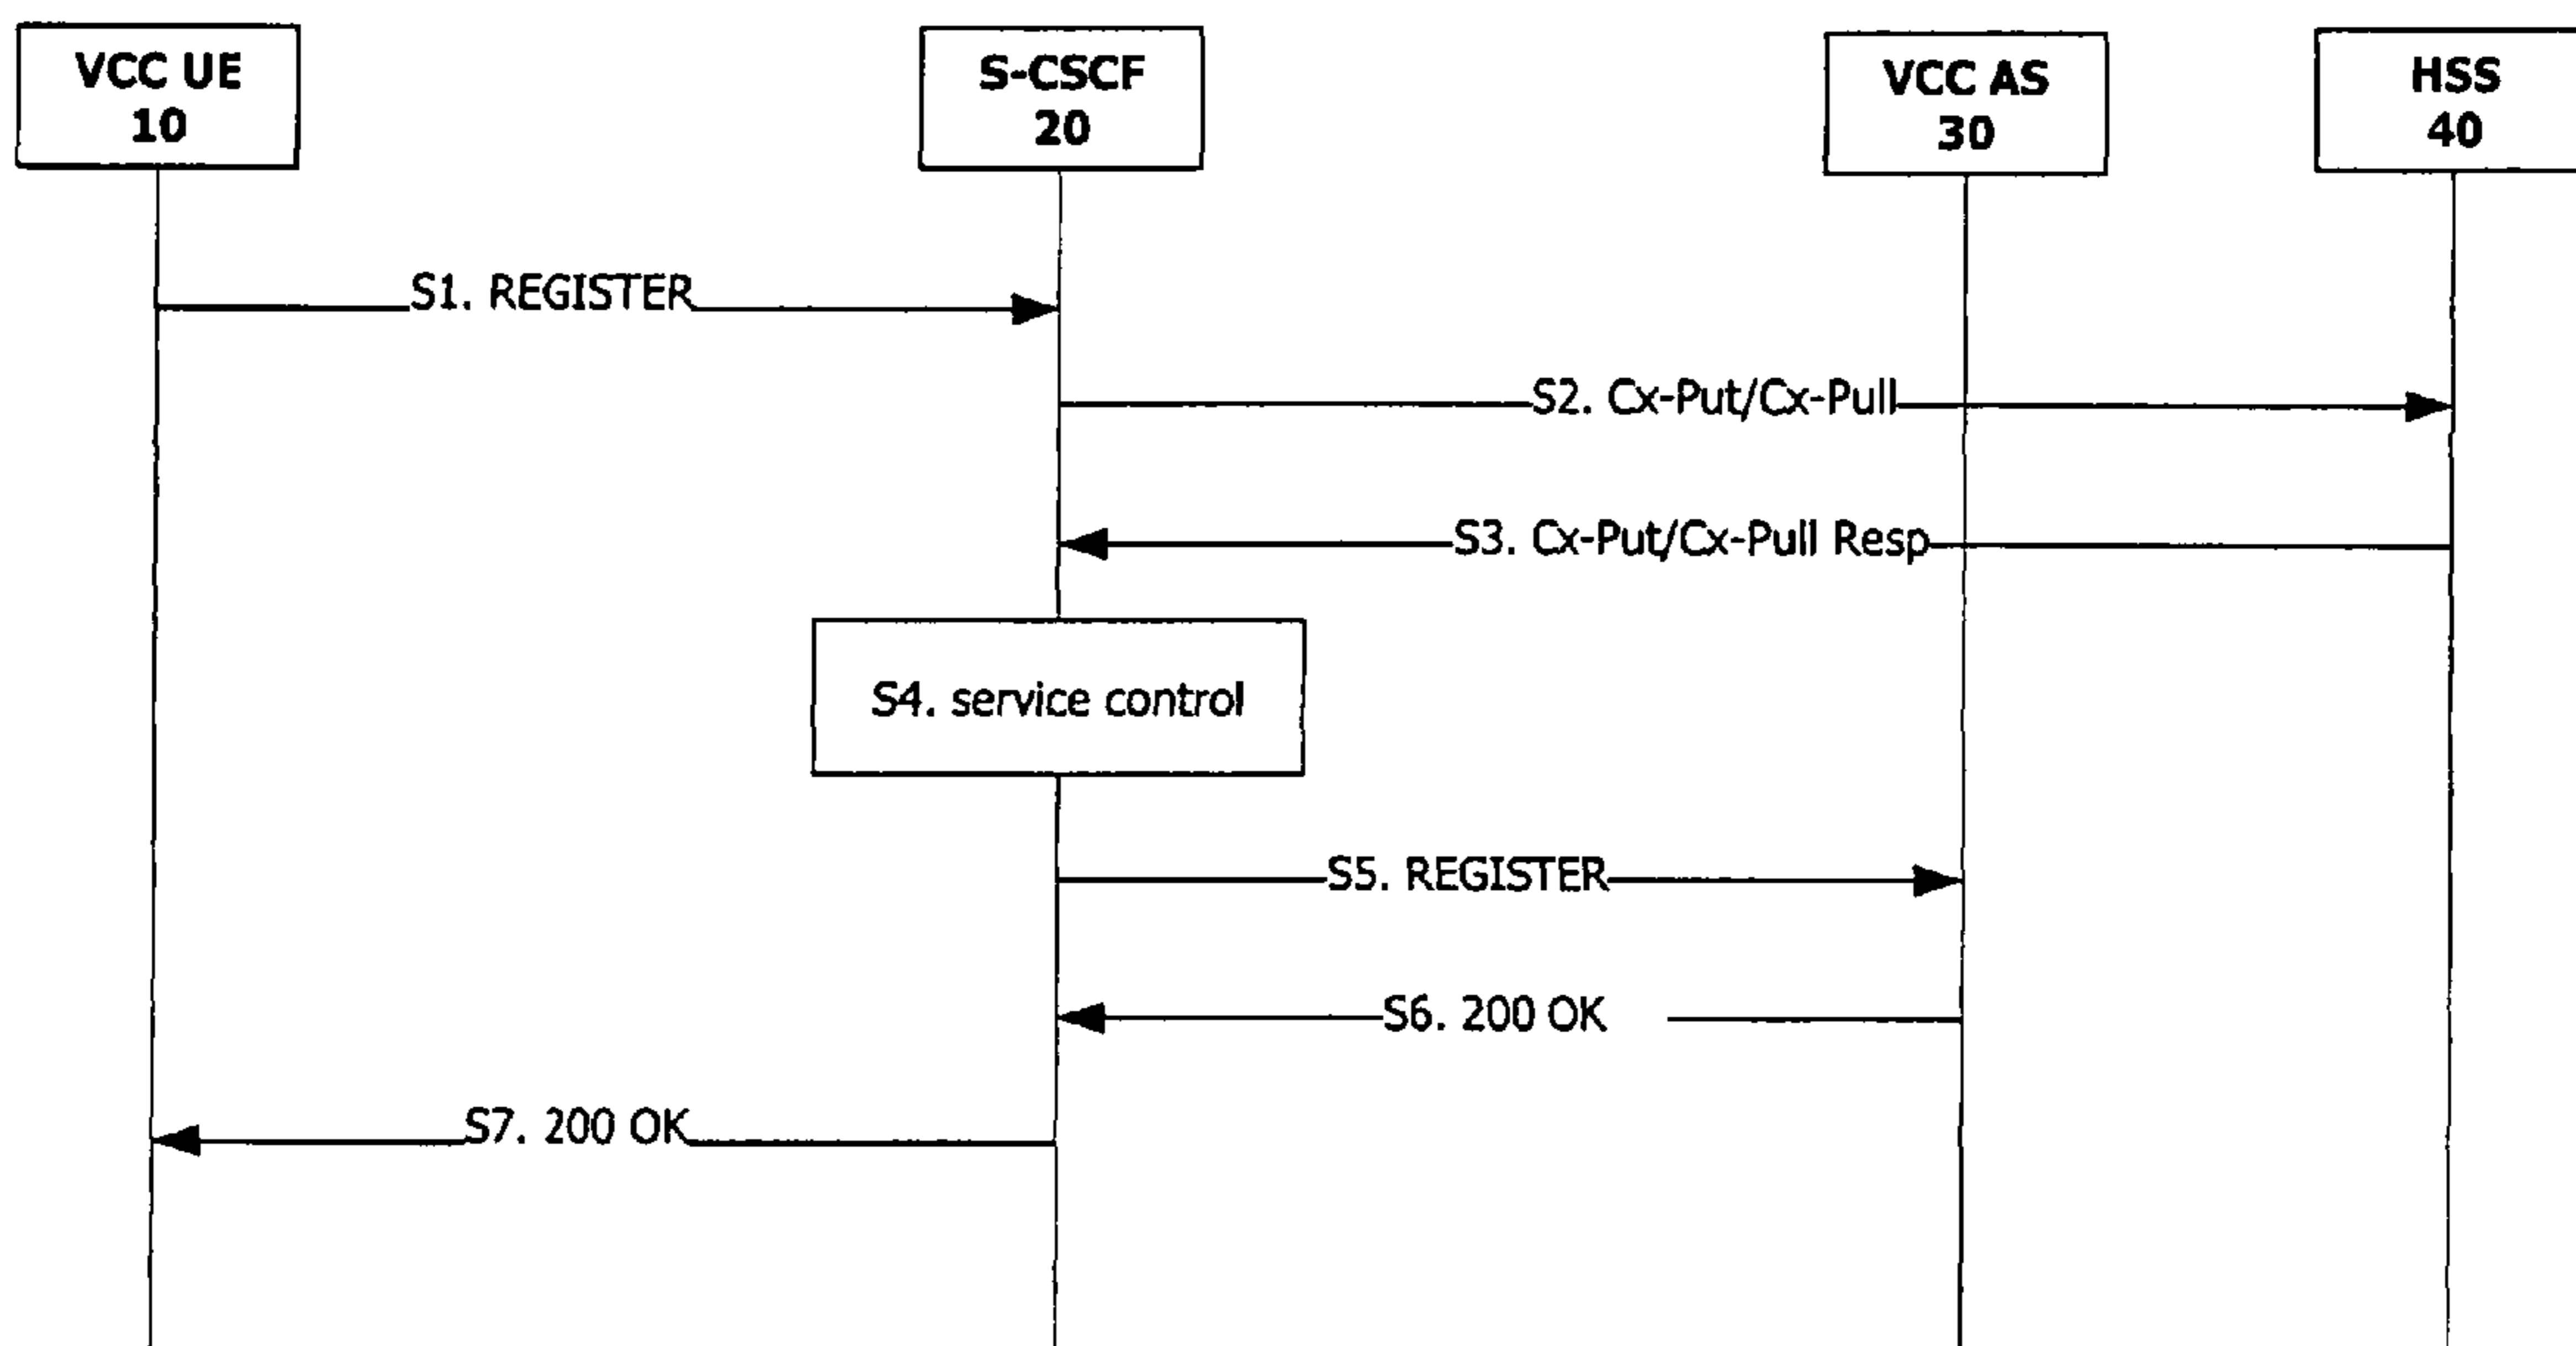 VCC UE
10
S-CSCF
20
VCC AS
30
HSS
40
S1. REGISTER
S2. Cx-Put/Cx-Pull
S3. Cx-Put/Cx-Pull Resp
S4. service control
S5. REGISTER
S6. 200 OK
S7. 200 OK